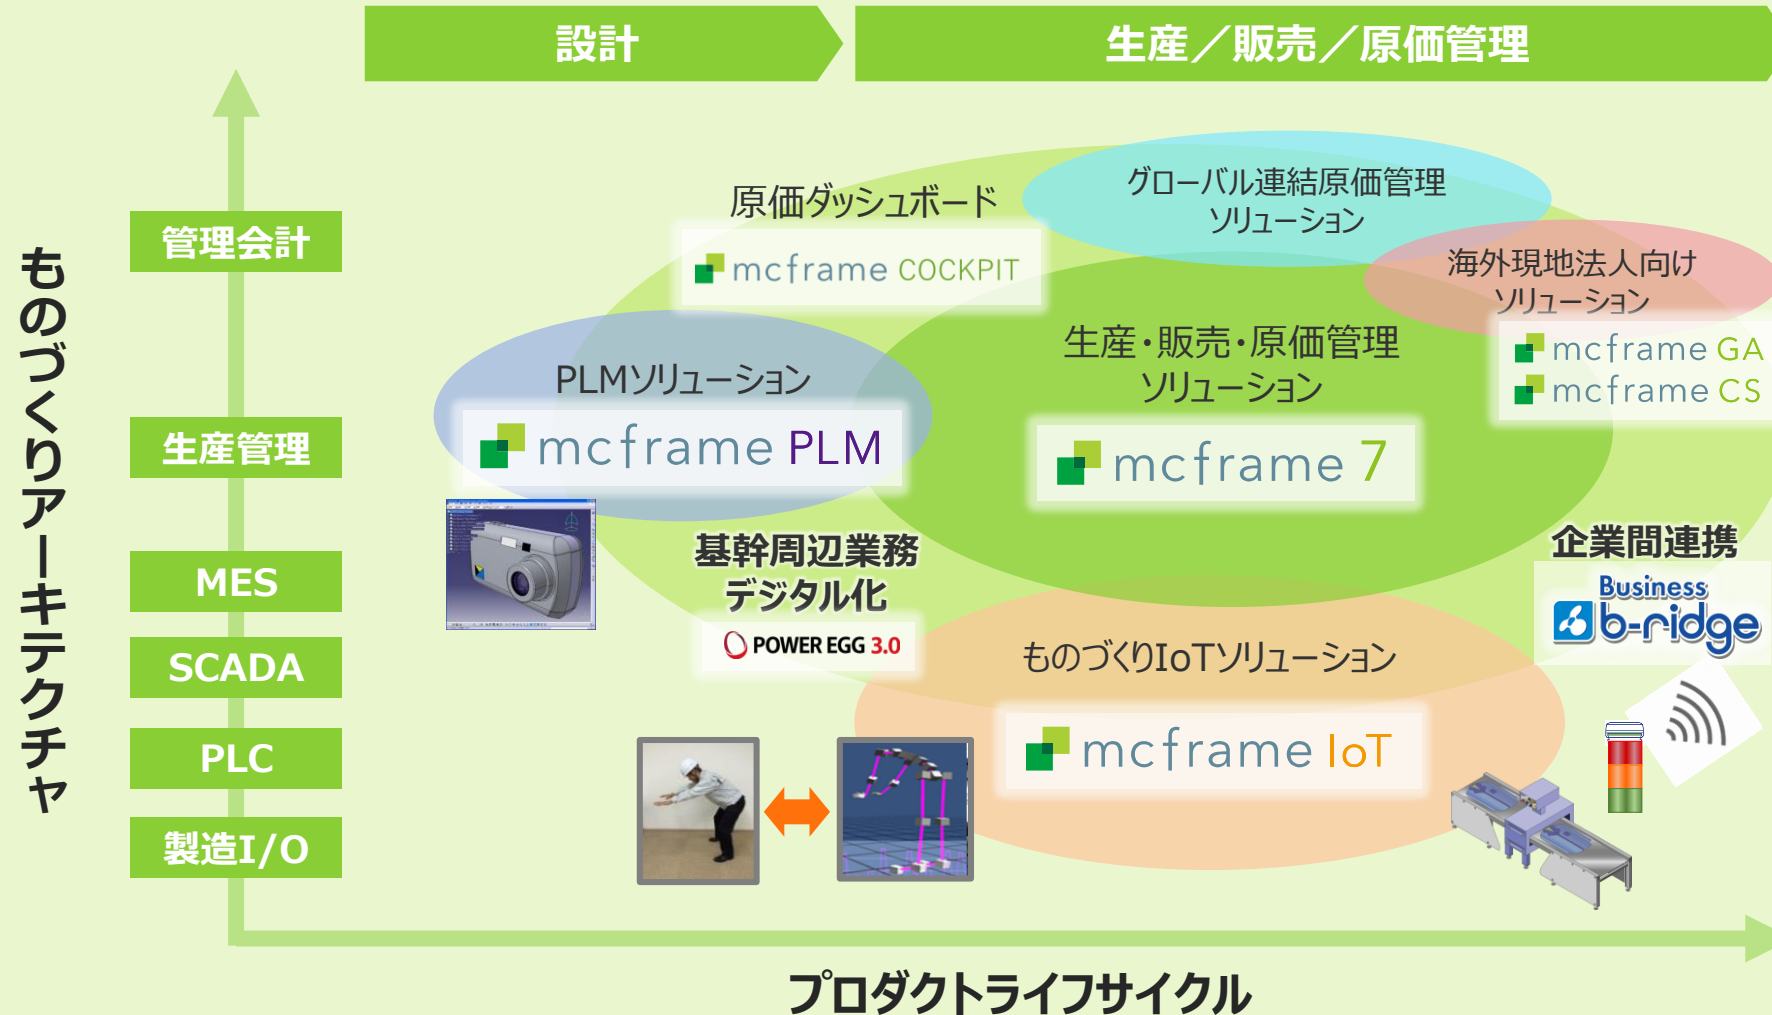 設計
生産／販売／原価管理
ものづくりアーキテクチャ
管理会計
生産管理
MES
SCADA
PLC
製造I/O
原価ダッシュボード
mcframe COCKPIT
グローバル連結原価管理
ソリューション
海外現地法人向け
ソリューション
mcframe GA
mcframe CS
PLMソリューション
mcframe PLM
生産・販売・原価管理
ソリューション
mcframe 7
基幹周辺業務
デジタル化
POWER EGG 3.0
企業間連携
Business
b-ridge
ものづくりIoTソリューション
mcframe IoT
プロダクトライフサイクル